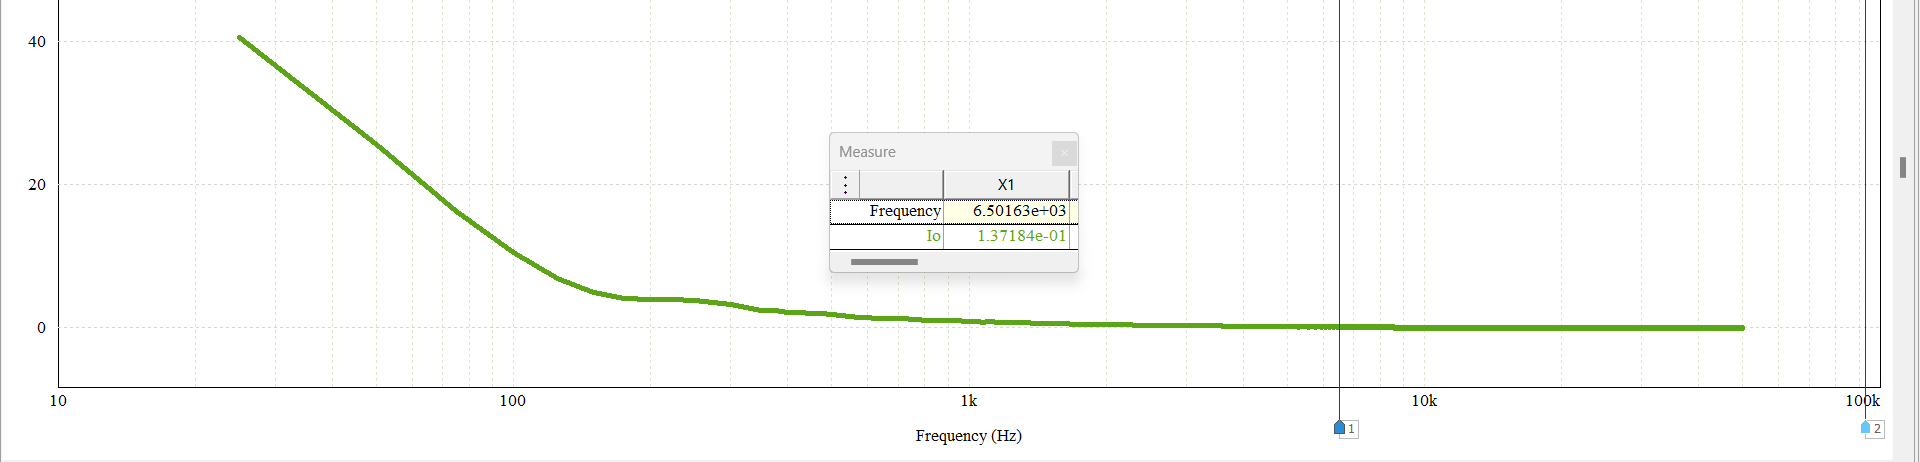 40
20
0
Measure
×
X1
Frequency 6.50163e+03
Io 1.37184e-01
10 100 1k 10k 100k
Frequency (Hz)
1 2